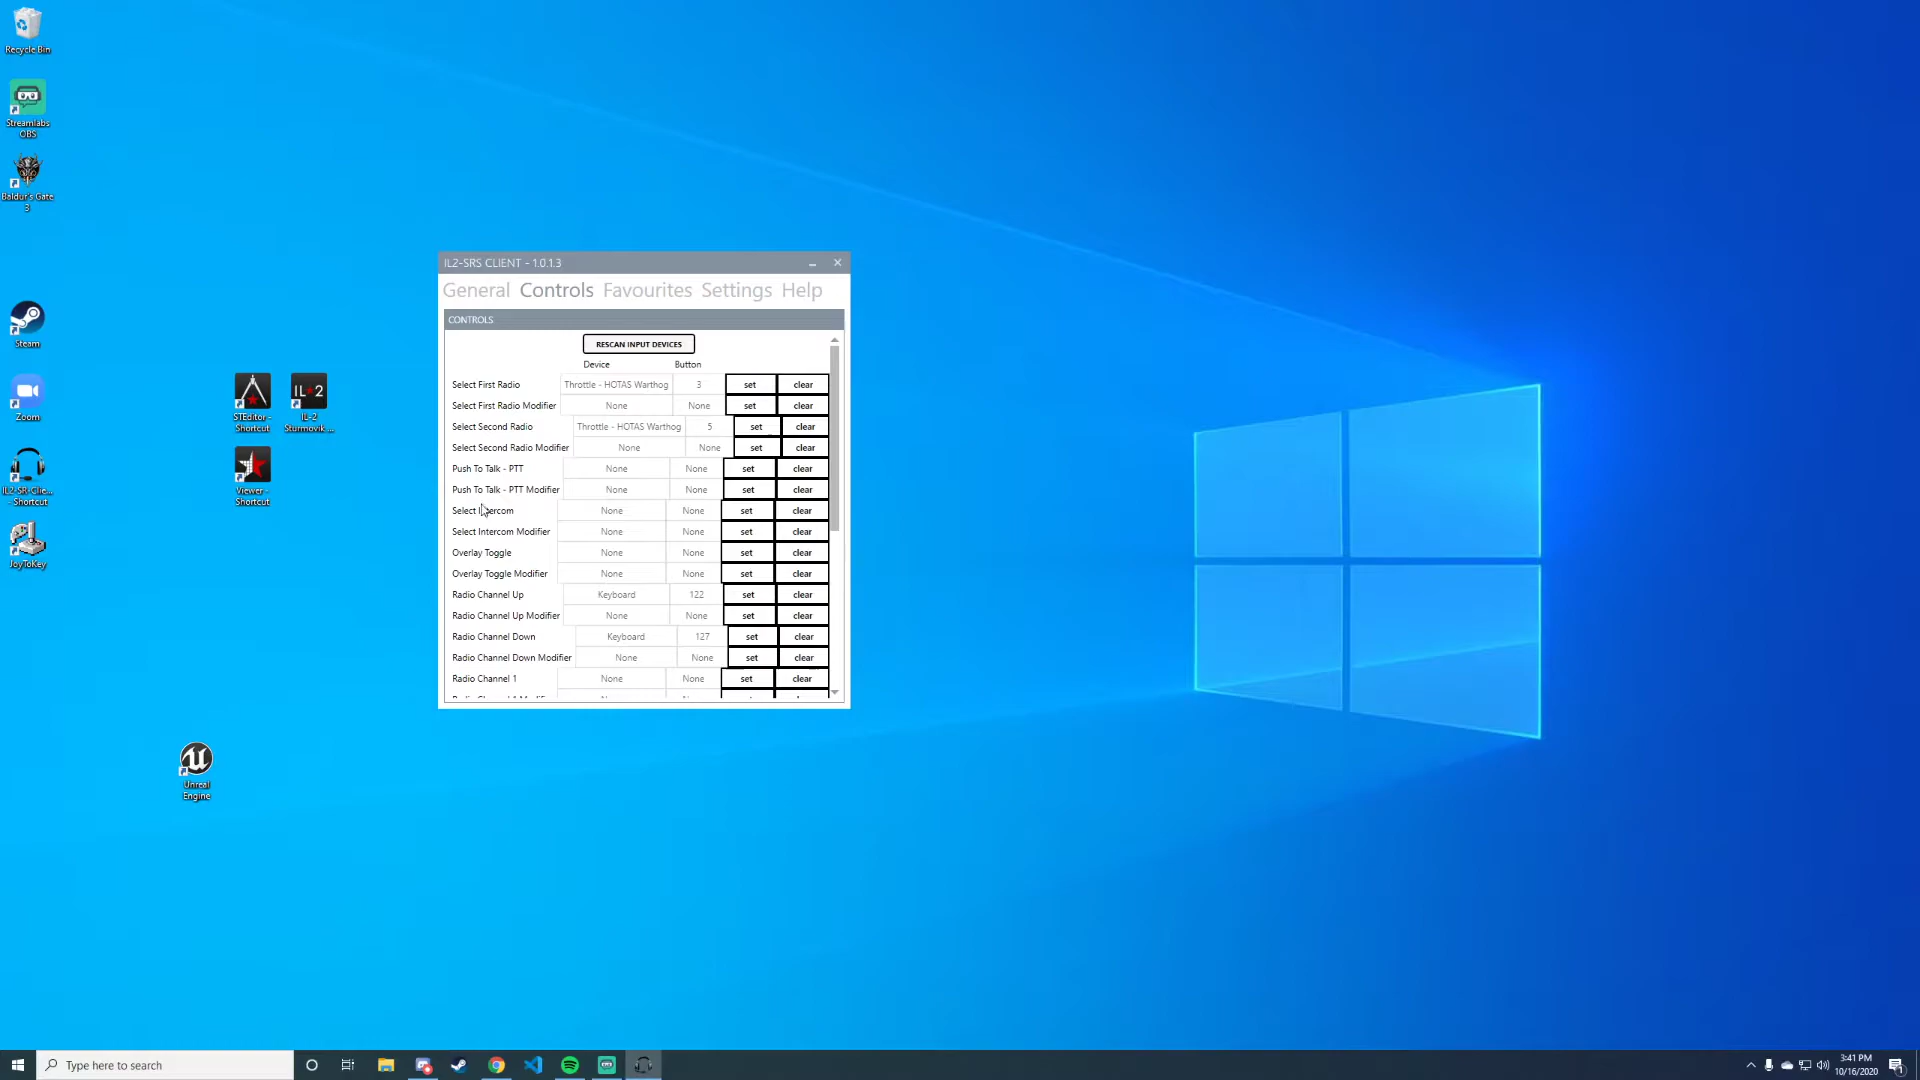 Recycle Bin
Streamlabs
OBS
Baldur's Gate
3
Steam
Zoom
IL2-SR-Clie...
- Shortcut
JoyToKey
IL·2
STEditor -
Shortcut
IL-2
Sturmovik ...
Viewer -
Shortcut
Unreal
Engine
IL2-SRS CLIENT - 1.0.1.3
General Controls Favourites Settings Help
CONTROLS
RESCAN INPUT DEVICES
Device Button
Select First Radio Throttle - HOTAS Warthog 3 set clear
Select First Radio Modifier None None set clear
Select Second Radio Throttle - HOTAS Warthog 5 set clear
Select Second Radio Modifier None None set clear
Push To Talk - PTT None None set clear
Push To Talk - PTT Modifier None None set clear
Select Intercom None None set clear
Select Intercom Modifier None None set clear
Overlay Toggle None None set clear
Overlay Toggle Modifier None None set clear
Radio Channel Up Keyboard 122 set clear
Radio Channel Up Modifier None None set clear
Radio Channel Down Keyboard 127 set clear
Radio Channel Down Modifier None None set clear
Radio Channel 1 None None set clear
Type here to search
3:41 PM
10/16/2020